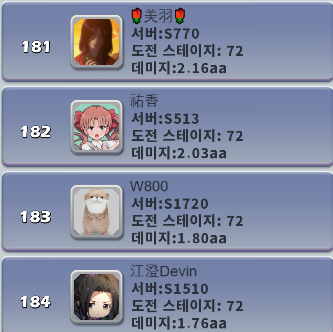 181
🌹美羽🌹
서버:S770
도전 스테이지: 72
데미지:2.16aa
182
祐香
서버:S513
도전 스테이지: 72
데미지:2.03aa
183
W800
서버:S1720
도전 스테이지: 72
데미지:1.80aa
184
江澄Devin
서버:S1510
도전 스테이지: 72
데미지:1.76aa